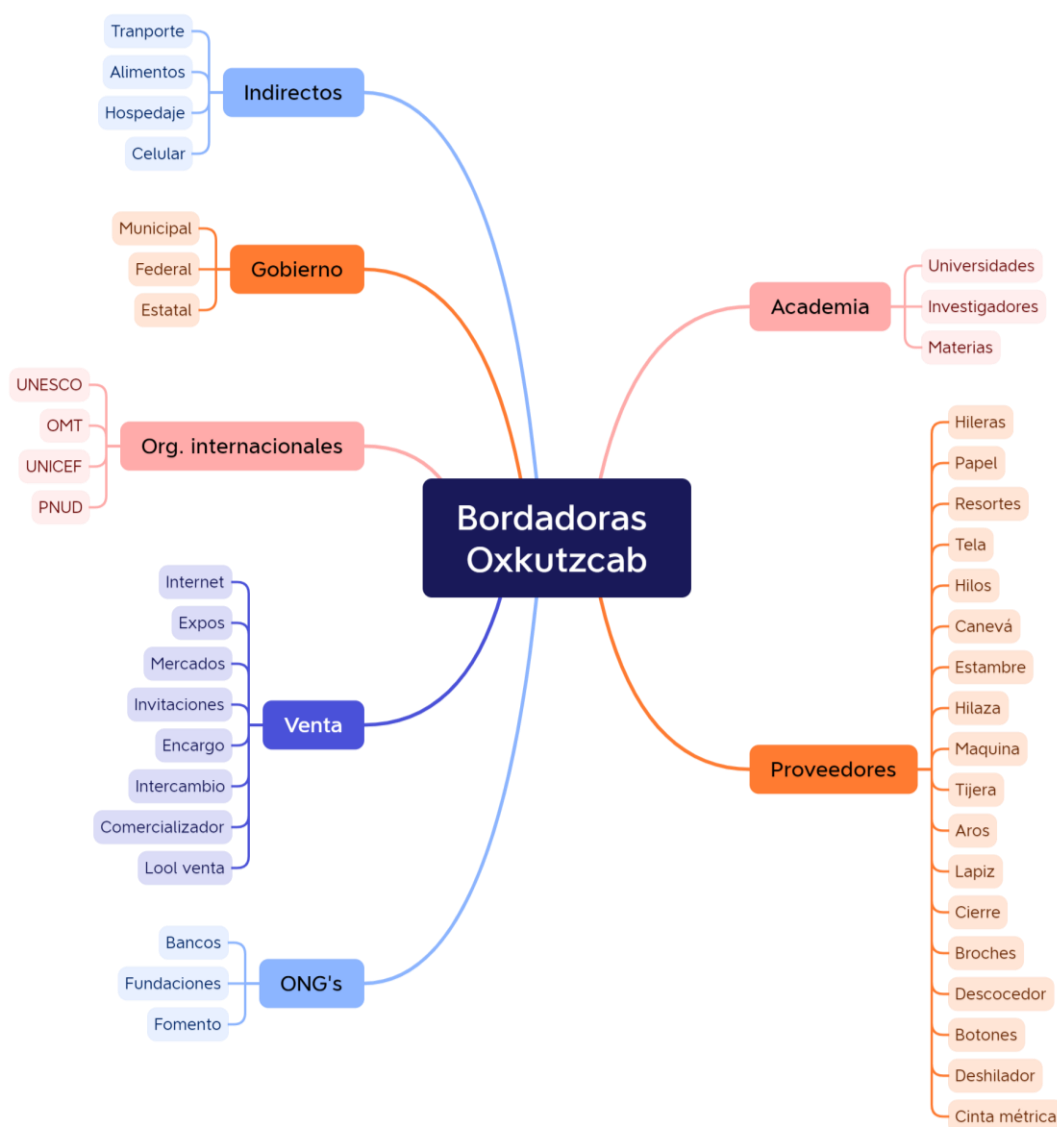 Bordadoras
Oxkutzcab
Indirectos
Tranporte
Alimentos
Hospedaje
Celular
Gobierno
Municipal
Federal
Estatal
Org. internacionales
UNESCO
OMT
UNICEF
PNUD
Venta
Internet
Expos
Mercados
Invitaciones
Encargo
Intercambio
Comercializador
Lool venta
ONG's
Bancos
Fundaciones
Fomento
Academia
Universidades
Investigadores
Materias
Proveedores
Hileras
Papel
Resortes
Tela
Hilos
Canevá
Estambre
Hilaza
Maquina
Tijera
Aros
Lapiz
Cierre
Broches
Descocedor
Botones
Deshilador
Cinta métrica